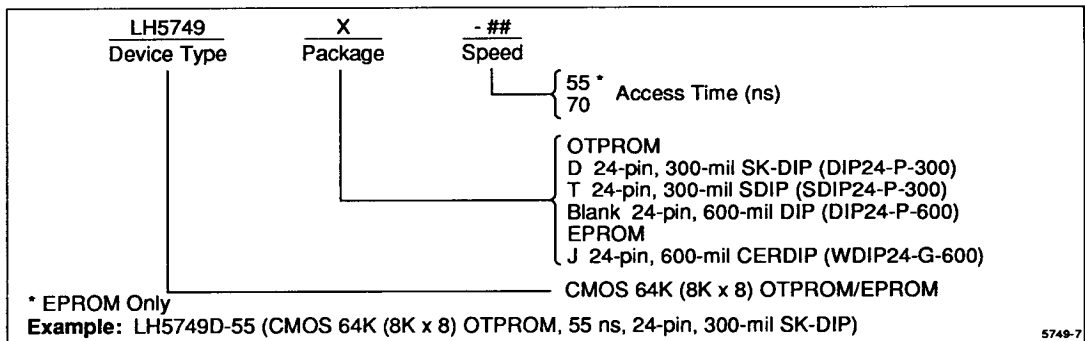 LH5749 X - ##
Device Type Package Speed
55 *
70
Access Time (ns)
OTPROM
D 24-pin, 300-mil SK-DIP (DIP24-P-300)
T 24-pin, 300-mil SDIP (SDIP24-P-300)
Blank 24-pin, 600-mil DIP (DIP24-P-600)
EPROM
J 24-pin, 600-mil CERDIP (WDIP24-G-600)
CMOS 64K (8K x 8) OTPROM/EPROM
* EPROM Only
Example: LH5749D-55 (CMOS 64K (8K x 8) OTPROM, 55 ns, 24-pin, 300-mil SK-DIP)
5749-7